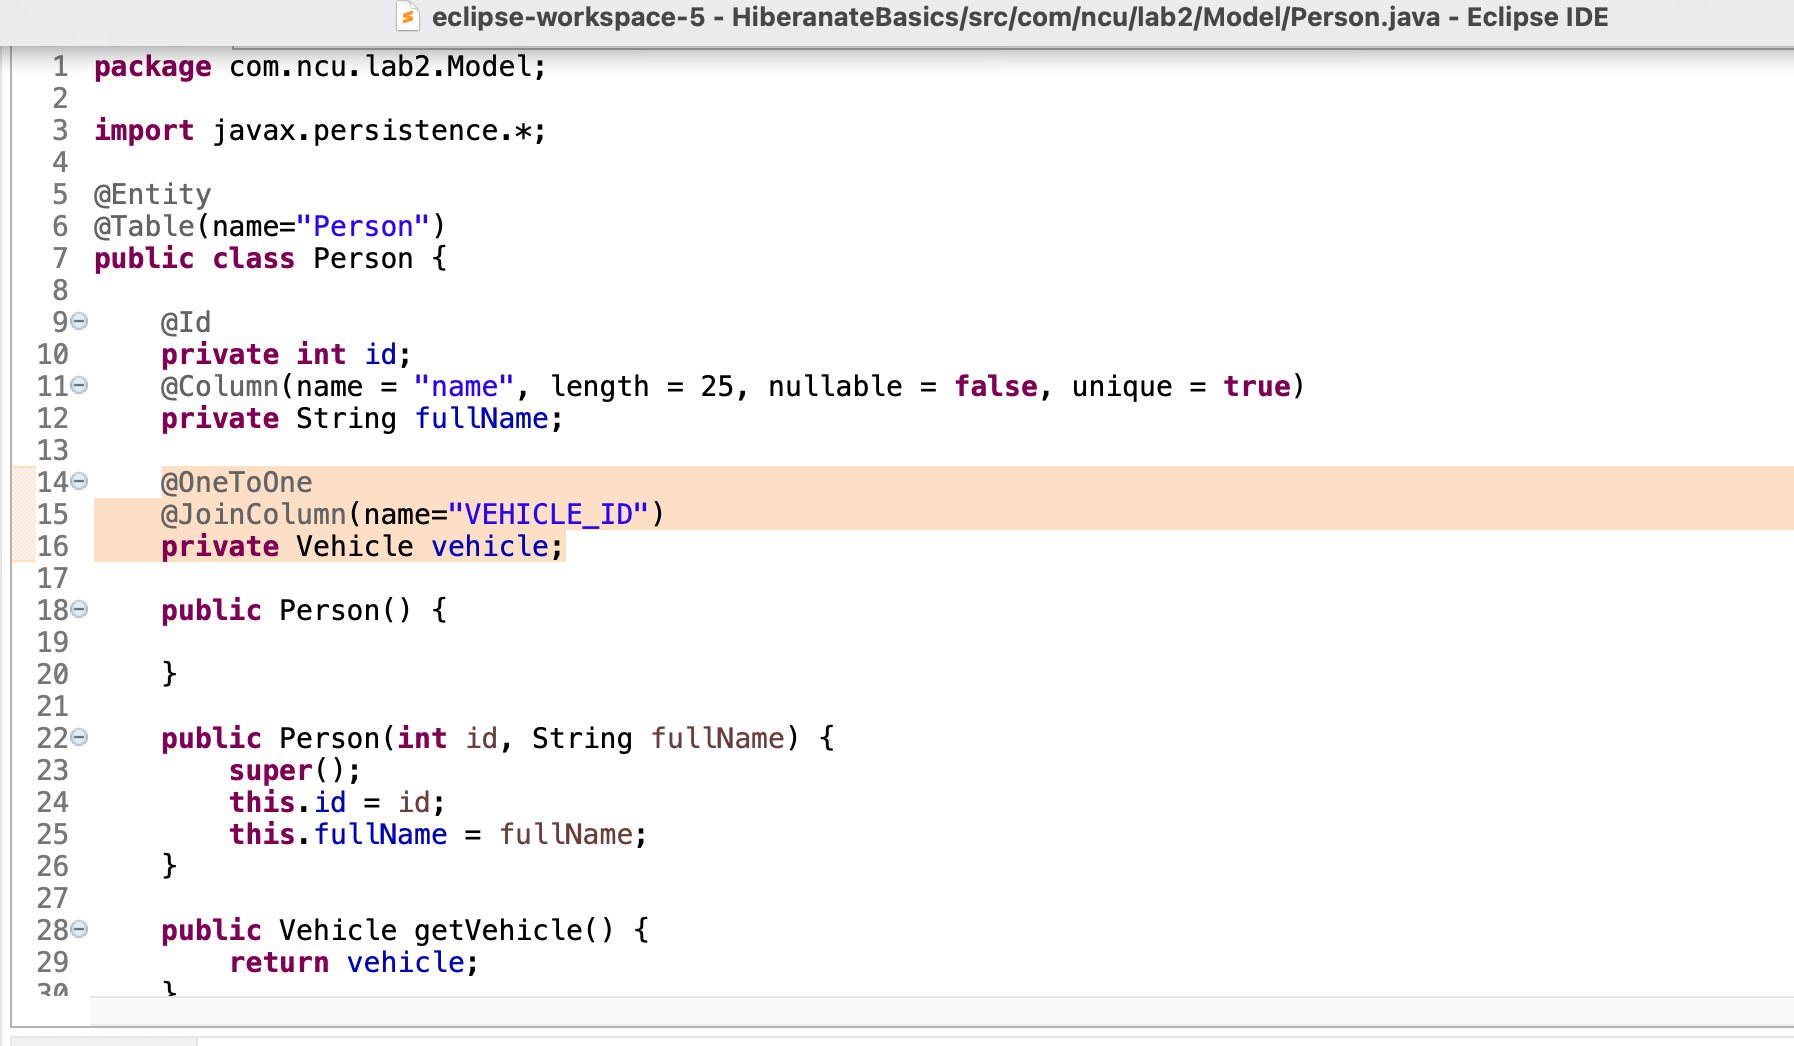 eclipse-workspace-5 - HiberanateBasics/src/com/ncu/lab2/Model/Person.java - Eclipse IDE
1 package com.ncu.lab2.Model;
2
3 import javax.persistence.*;
4
5 @Entity
6 @Table(name="Person")
7 public class Person {
8
9 @Id
10 private int id;
11 @Column(name = "name", length = 25, nullable = false, unique = true)
12 private String fullName;
13
14 @OneToOne
15 @JoinColumn(name="VEHICLE_ID")
16 private Vehicle vehicle;
17
18 public Person() {
19
20 }
21
22 public Person(int id, String fullName) {
23 super();
24 this.id = id;
25 this.fullName = fullName;
26 }
27
28 public Vehicle getVehicle() {
29 return vehicle;
30 }